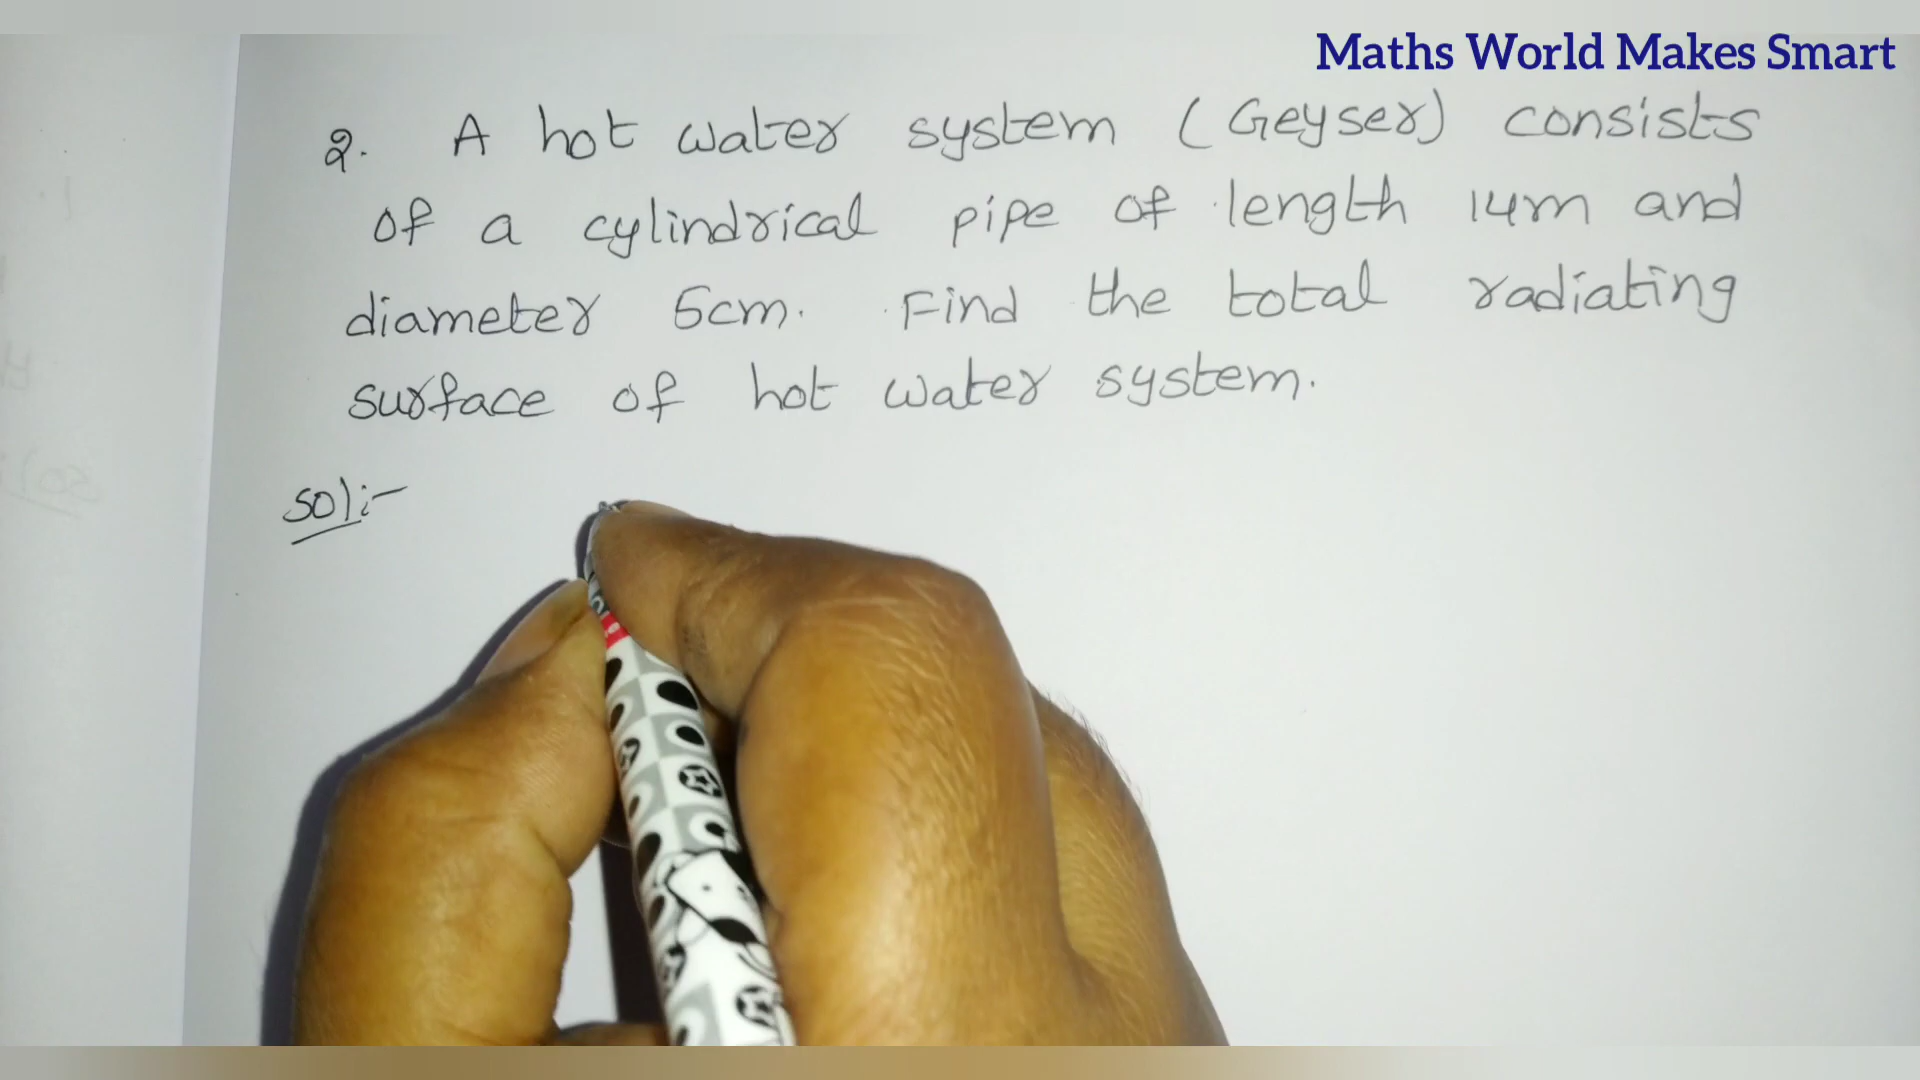 Maths World Makes Smart
2. A hot water system (Geyser) consists
of a cylindrical pipe of length 14m and
diameter 5cm. Find the total radiating
surface of hot water system.
Sol:-